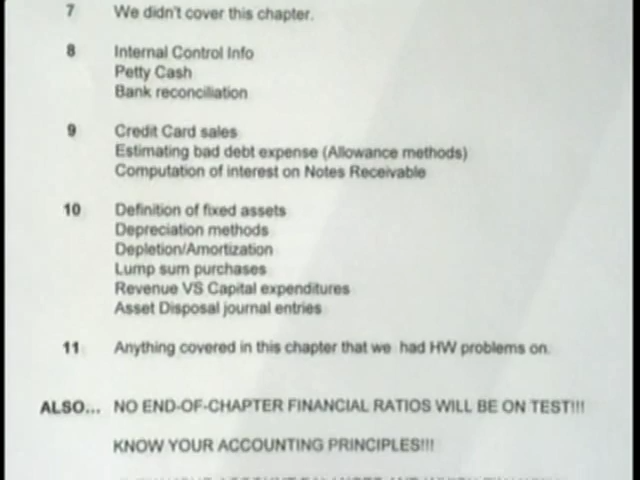 7 We didn't cover this chapter.
8 Internal Control Info
Petty Cash
Bank reconciliation
9 Credit Card sales
Estimating bad debt expense (Allowance methods)
Computation of interest on Notes Receivable
10 Definition of fixed assets
Depreciation methods
Depletion/Amortization
Lump sum purchases
Revenue VS Capital expenditures
Asset Disposal journal entries
11 Anything covered in this chapter that we had HW problems on.
ALSO... NO END-OF-CHAPTER FINANCIAL RATIOS WILL BE ON TEST!!!
KNOW YOUR ACCOUNTING PRINCIPLES!!!